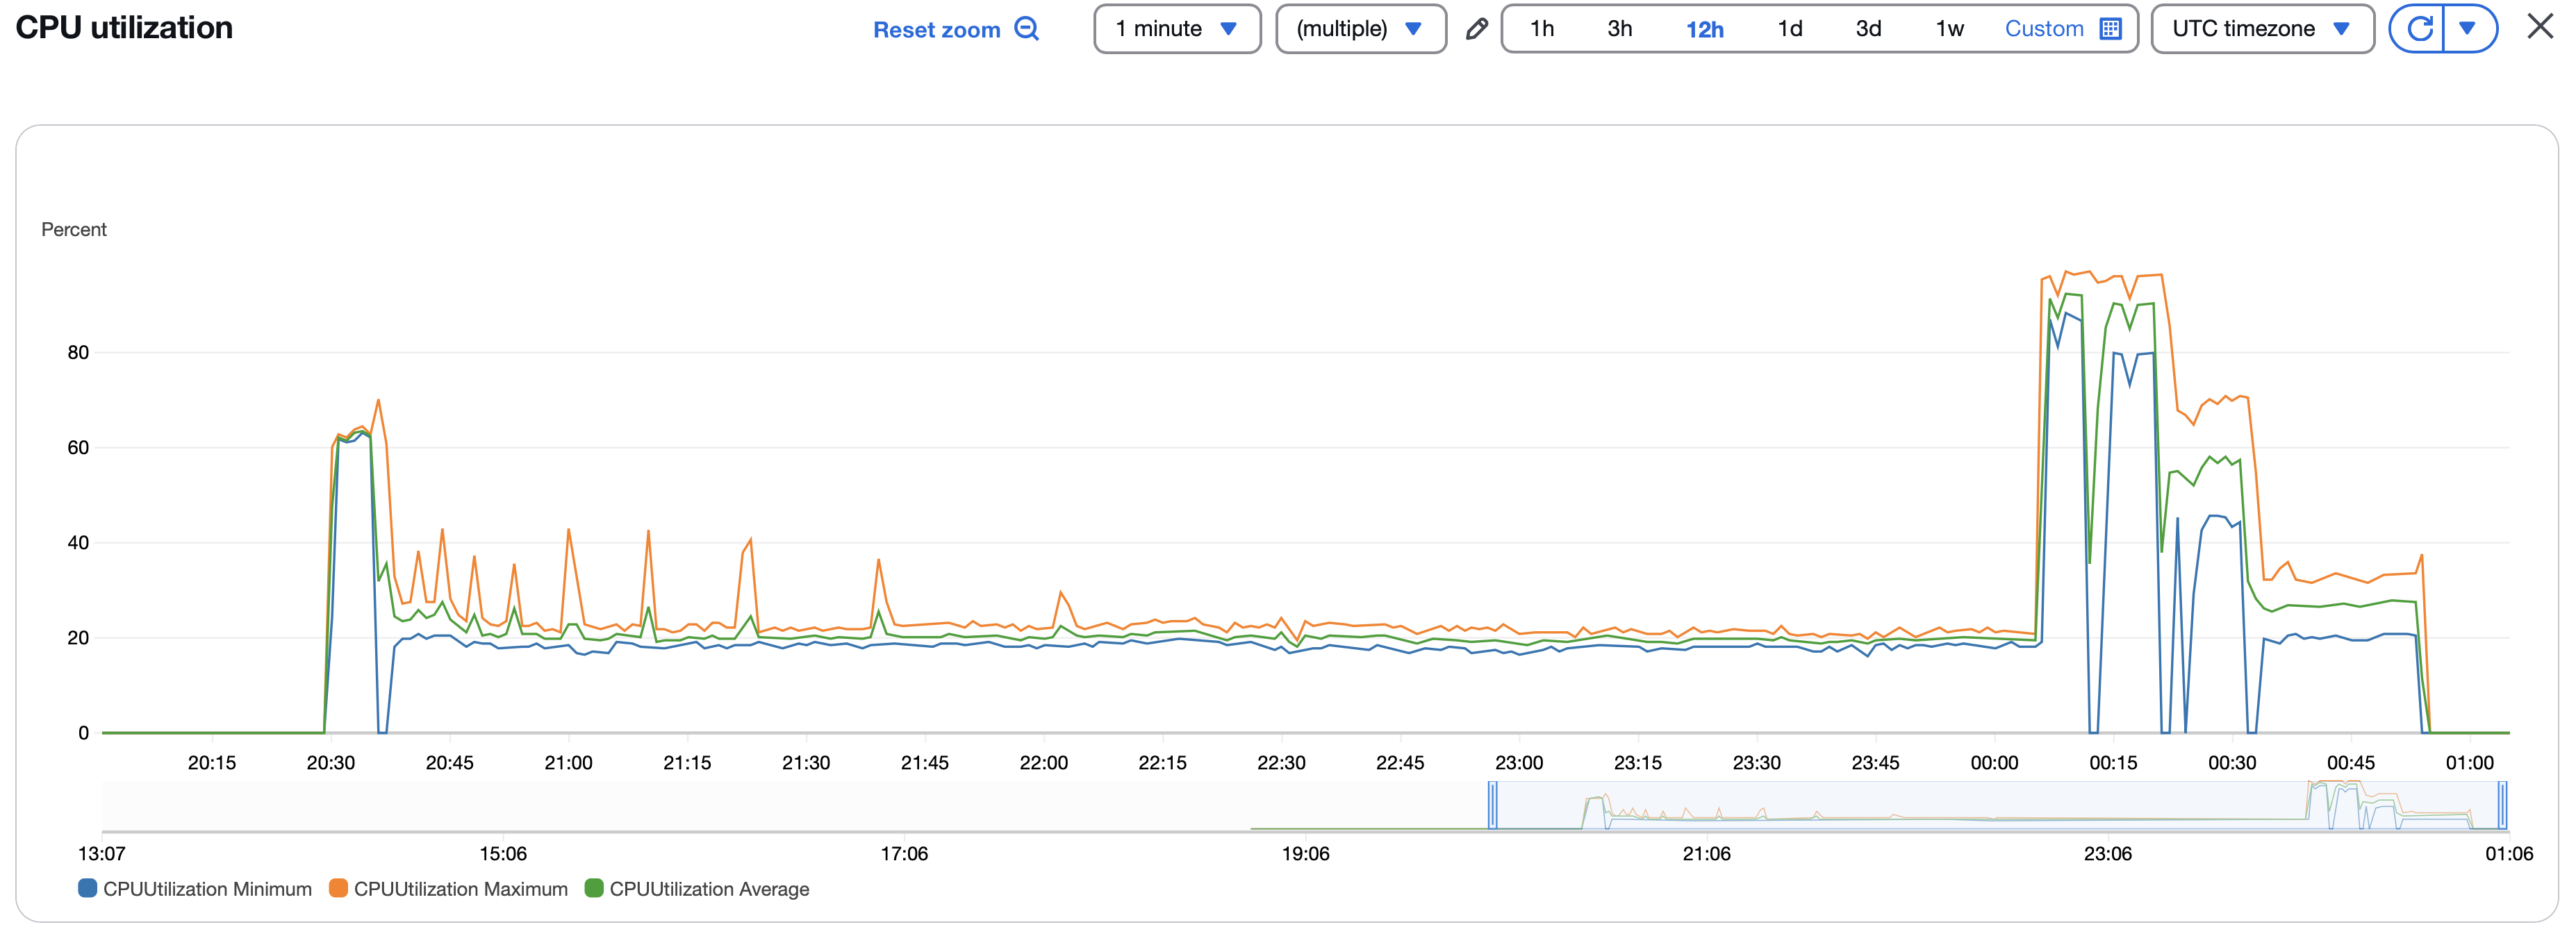 CPU utilization
Reset zoom
1 minute
(multiple)
1h 3h 12h 1d 3d 1w Custom
UTC timezone
Percent
80
60
40
20
0
20:15 20:30 20:45 21:00 21:15 21:30 21:45 22:00 22:15 22:30 22:45 23:00 23:15 23:30 23:45 00:00 00:15 00:30 00:45 01:00
13:07 15:06 17:06 19:06 21:06 23:06 01:06
CPUUtilization Minimum CPUUtilization Maximum CPUUtilization Average